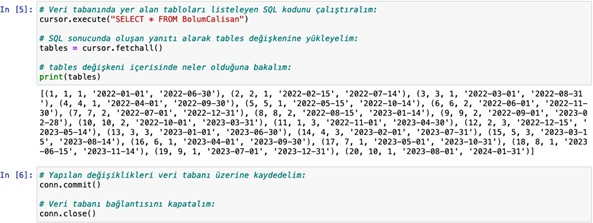 In [5]: # Veri tabanında yer alan tabloları listeleyen SQL kodunu çalıştıralım:
cursor.execute("SELECT * FROM BolumCalisan")
# SQL sonucunda oluşan yanıtı alarak tables değişkenine yükleyelim:
tables = cursor.fetchall()
# tables değişkeni içerisinde neler olduğuna bakalım:
print(tables)
[(1, 1, 1, '2022-01-01', '2022-06-30'), (2, 2, 1, '2022-02-15', '2022-07-14'), (3, 3, 1, '2022-03-01', '2022-08-31
'), (4, 4, 1, '2022-04-01', '2022-09-30'), (5, 5, 1, '2022-05-15', '2022-10-14'), (6, 6, 2, '2022-06-01', '2022-11-
30'), (7, 7, 2, '2022-07-01', '2022-12-31'), (8, 8, 2, '2022-08-15', '2023-01-14'), (9, 9, 2, '2022-09-01', '2023-0
2-28'), (10, 10, 2, '2022-10-01', '2023-03-31'), (11, 1, 3, '2022-11-01', '2023-04-30'), (12, 2, 3, '2022-12-15', '
2023-05-14'), (13, 3, 3, '2023-01-01', '2023-06-30'), (14, 4, 3, '2023-02-01', '2023-07-31'), (15, 5, 3, '2023-03-1
5', '2023-08-14'), (16, 6, 1, '2023-04-01', '2023-09-30'), (17, 7, 1, '2023-05-01', '2023-10-31'), (18, 8, 1, '2023
-06-15', '2023-11-14'), (19, 9, 1, '2023-07-01', '2023-12-31'), (20, 10, 1, '2023-08-01', '2024-01-31')]
In [6]: # Yapılan değişiklikleri veri tabanı üzerine kaydedelim:
conn.commit()
# Veri tabanı bağlantısını kapatalım:
conn.close()